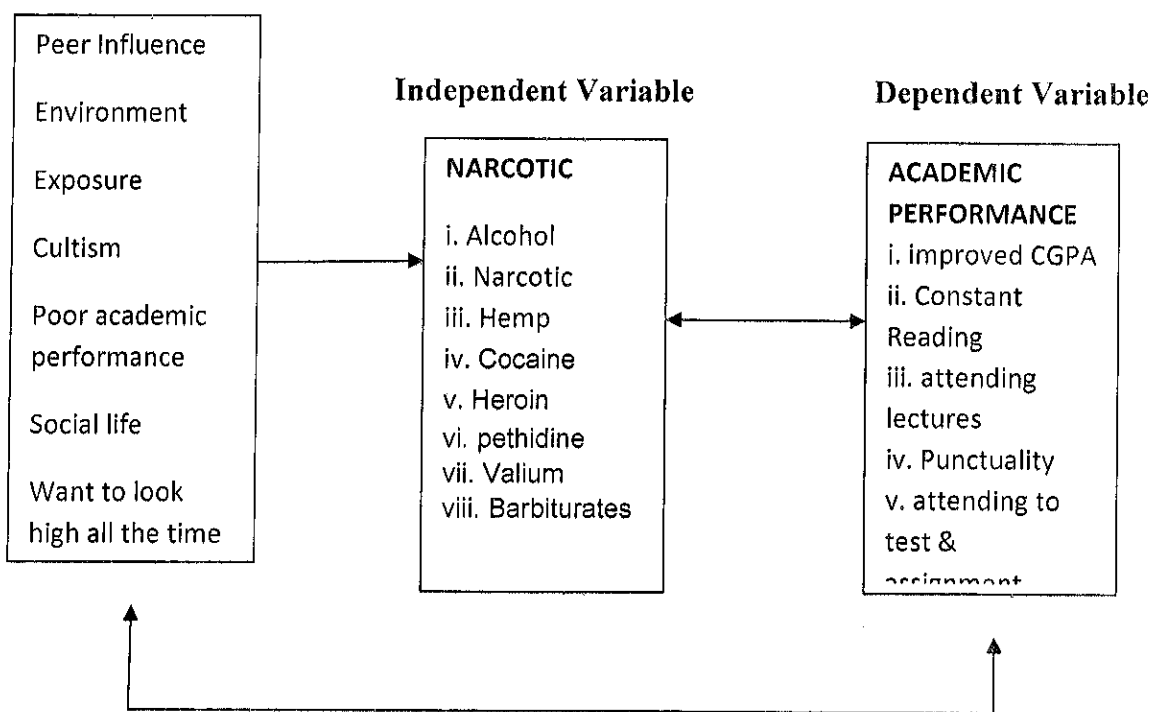 Peer Influence
Environment
Exposure
Cultism
Poor academic
performance
Social life
Want to look
high all the time
Independent Variable
NARCOTIC
i. Alcohol
ii. Narcotic
iii. Hemp
iv. Cocaine
v. Heroin
vi. pethidine
vii. Valium
viii. Barbiturates
Dependent Variable
ACADEMIC
PERFORMANCE
i. improved CGPA
ii. Constant
Reading
iii. attending
lectures
iv. Punctuality
v. attending to
test &
assignment